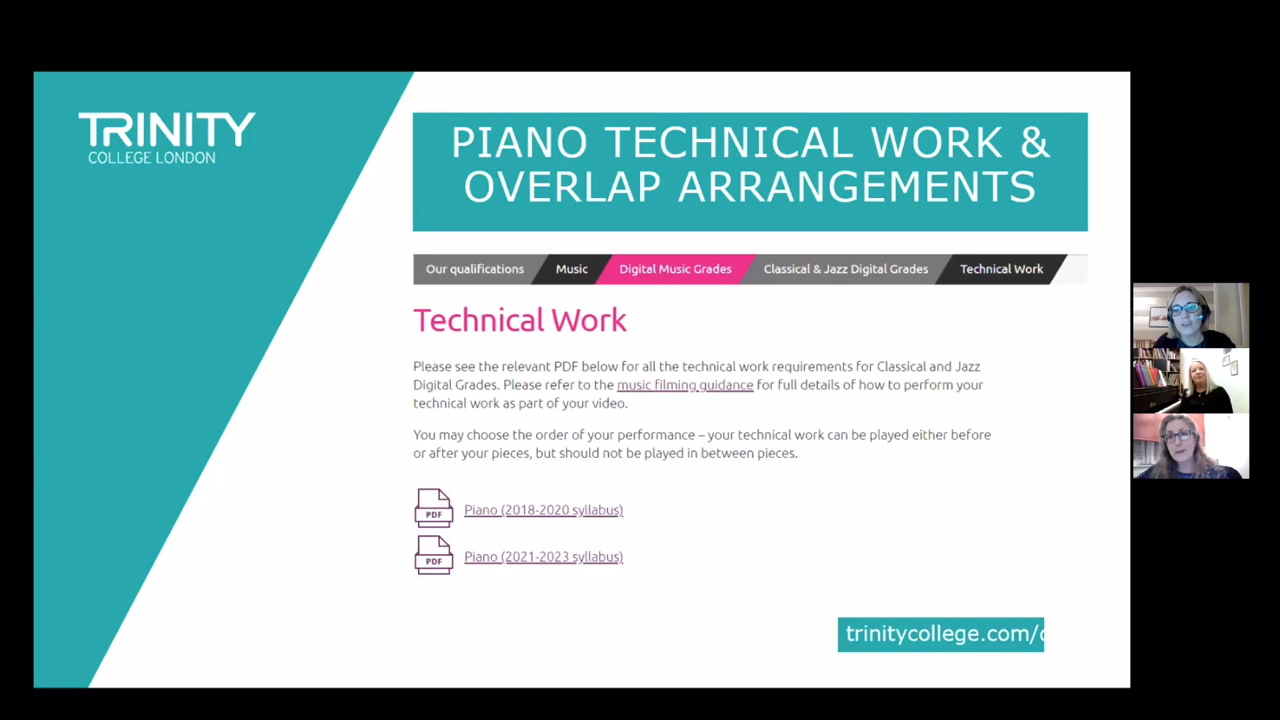 TRINITY
COLLEGE LONDON
PIANO TECHNICAL WORK &
OVERLAP ARRANGEMENTS
Our qualifications Music Digital Music Grades Classical & Jazz Digital Grades Technical Work
Technical Work
Please see the relevant PDF below for all the technical work requirements for Classical and Jazz
Digital Grades. Please refer to the music filming guidance for full details of how to perform your
technical work as part of your video.
You may choose the order of your performance – your technical work can be played either before
or after your pieces, but should not be played in between pieces.
PDF Piano (2018-2020 syllabus)
PDF Piano (2021-2023 syllabus)
trinitycollege.com/